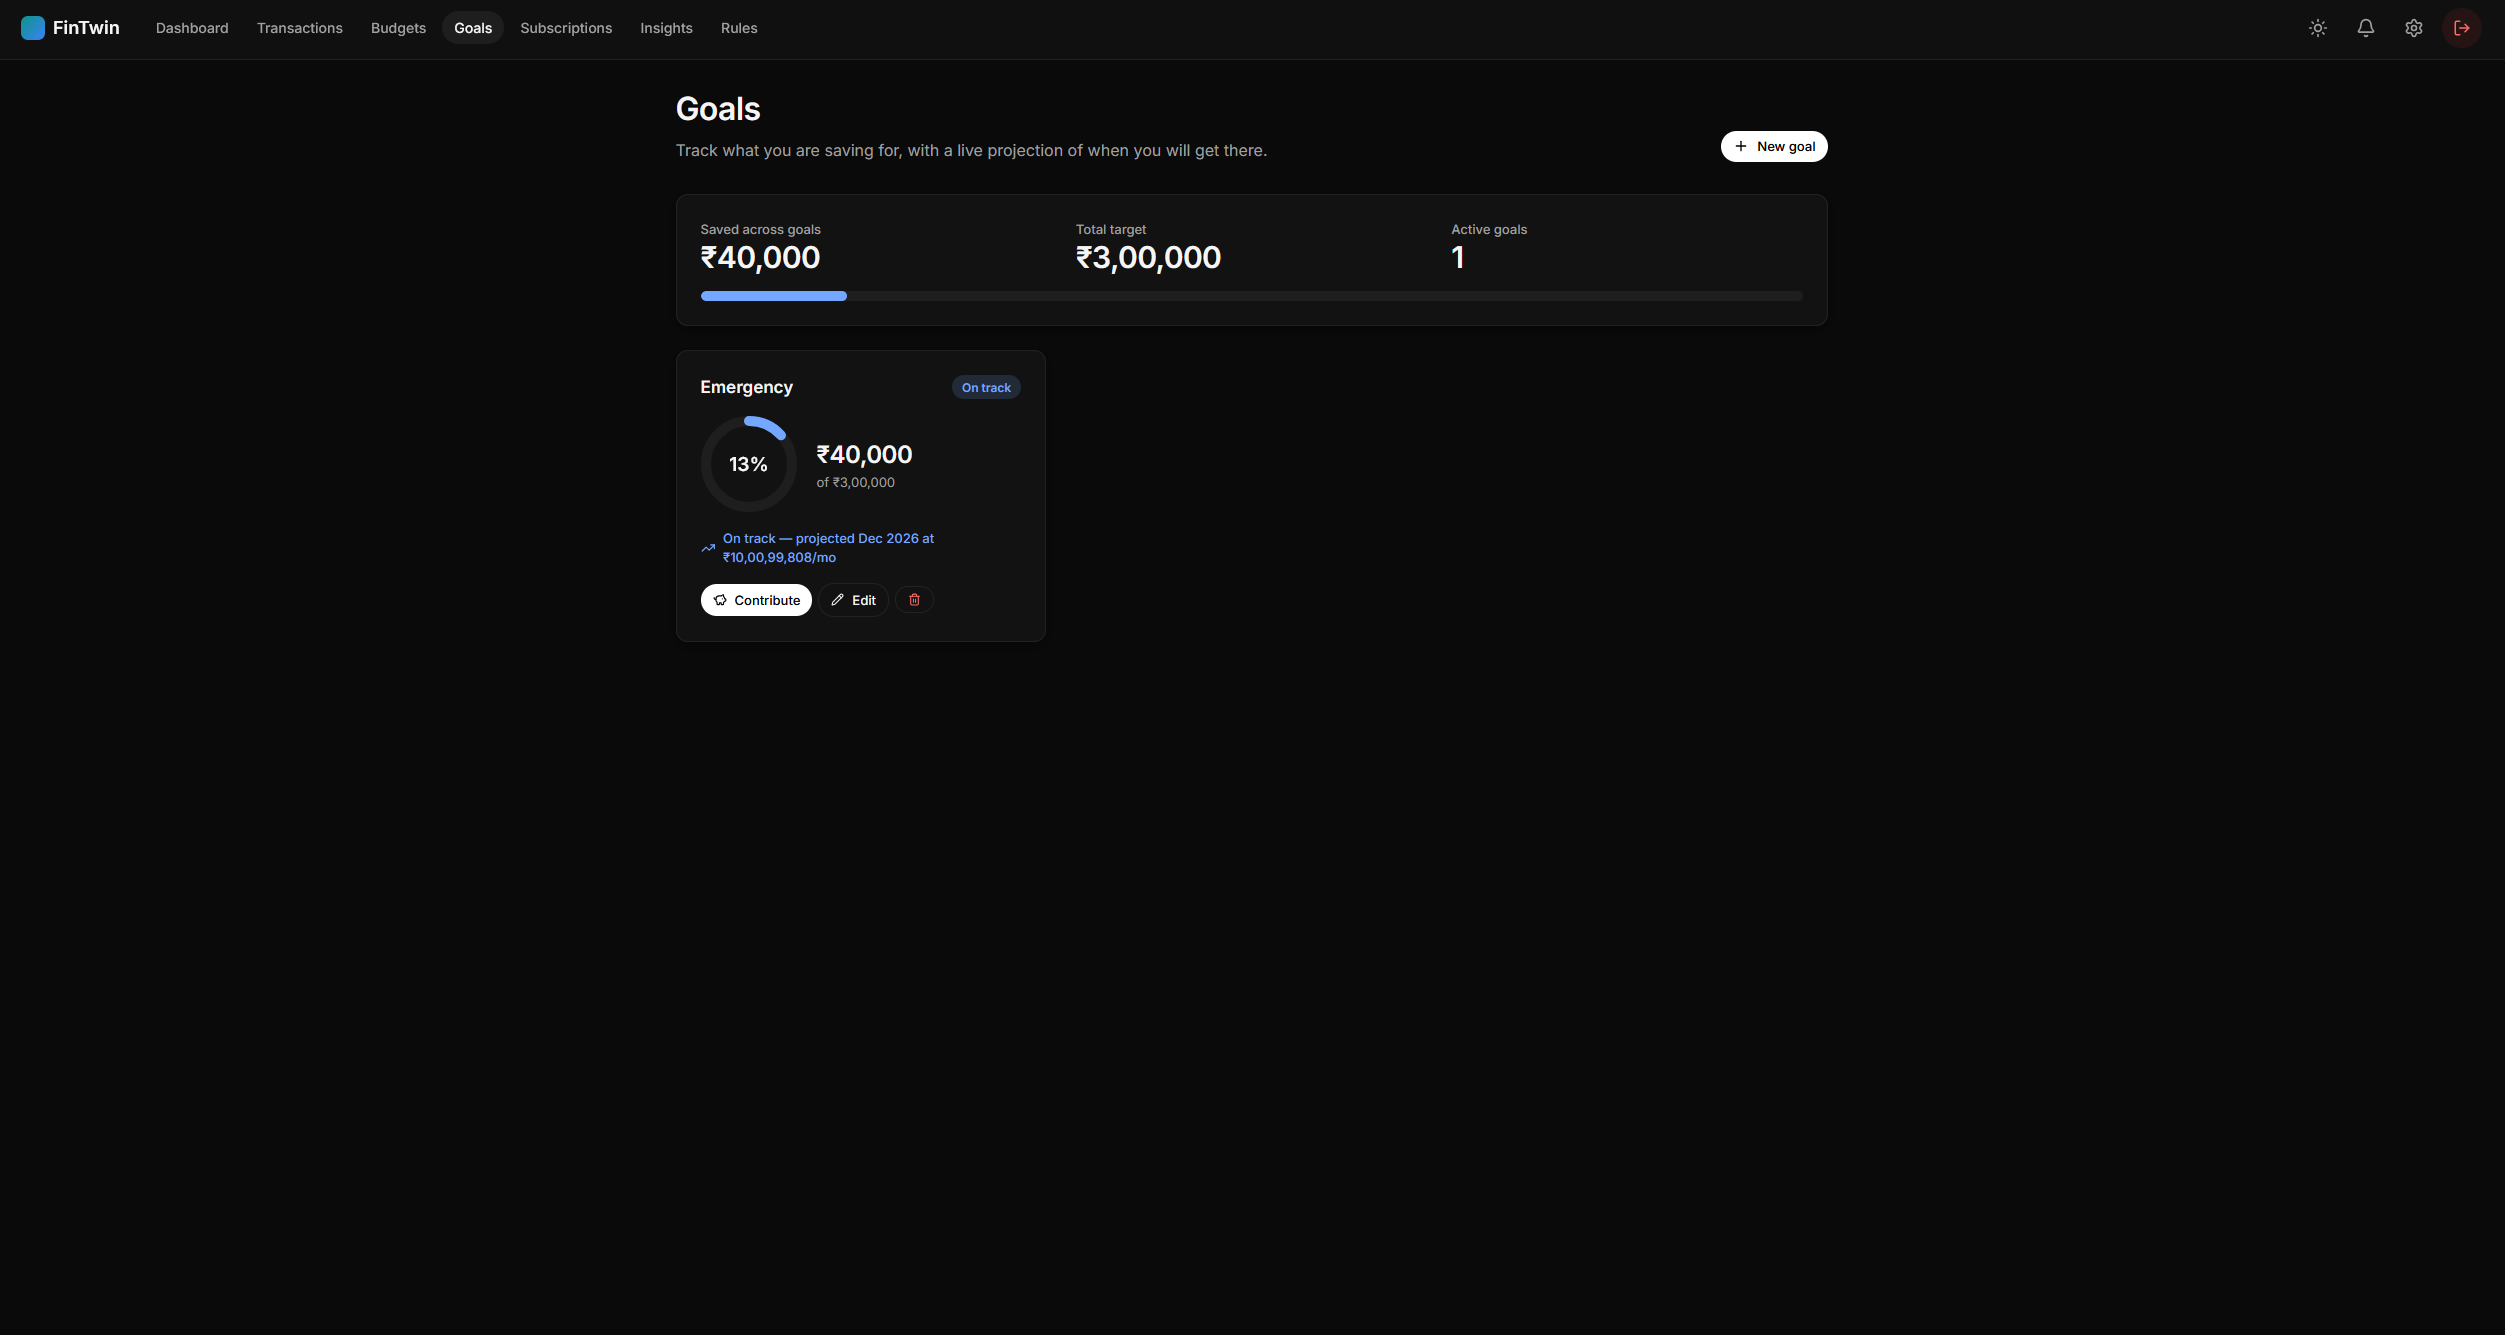 FinTwin
Dashboard
Transactions
Budgets
Goals
Subscriptions
Insights
Rules
Goals
Track what you are saving for, with a live projection of when you will get there.
New goal
Saved across goals
₹40,000
Total target
₹3,00,000
Active goals
1
Emergency
On track
13%
₹40,000
of ₹3,00,000
On track — projected Dec 2026 at
₹10,00,99,808/mo
Contribute
Edit